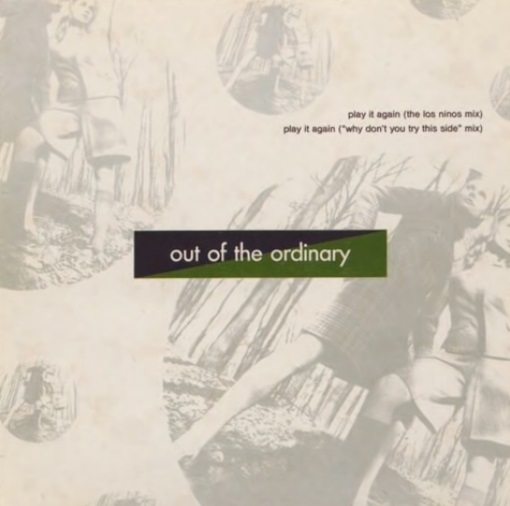 play it again (the los ninos mix)
play it again ("why don't you try this side" mix)
out of the ordinary